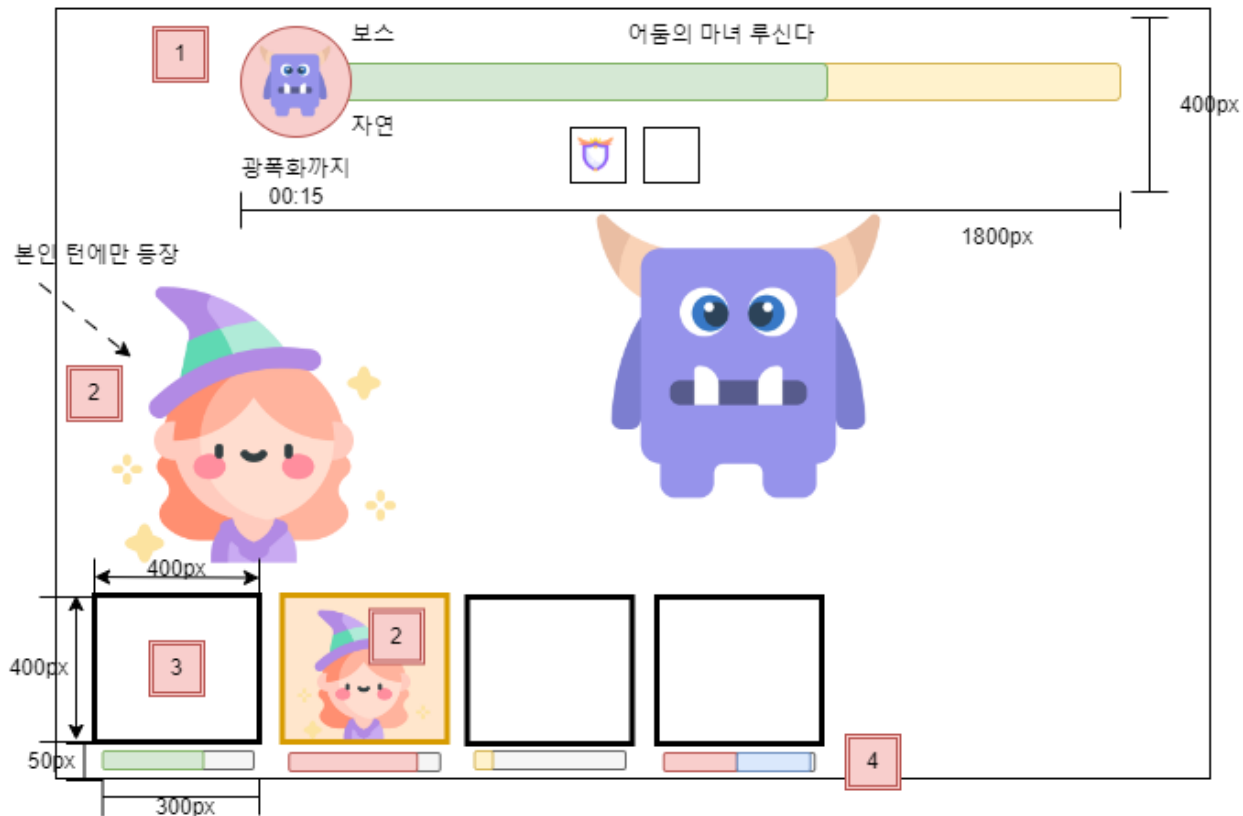 1
보스
어둠의 마녀 루신다
400px
자연
광폭화까지
00:15
1800px
본인 턴에만 등장
2
400px
400px
3
2
50px
4
300px